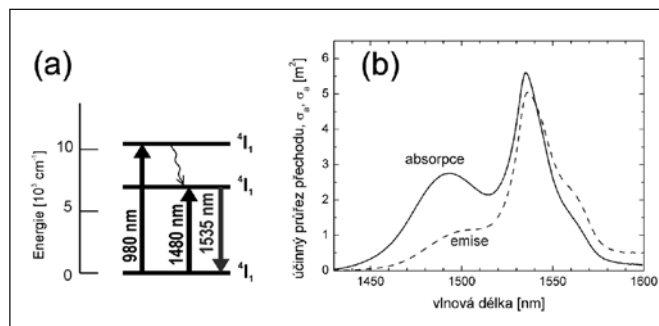 (a)
Energie [10³ cm⁻¹]
10
5
0
980 nm
1480 nm
1535 nm
⁴I₁
⁴I₁
⁴I₁
(b)
účinný průřez přechodu, σₐ, σₐ [m²]
6
5
4
3
2
1
0
absorpce
emise
1450
1500
1550
1600
vlnová délka [nm]